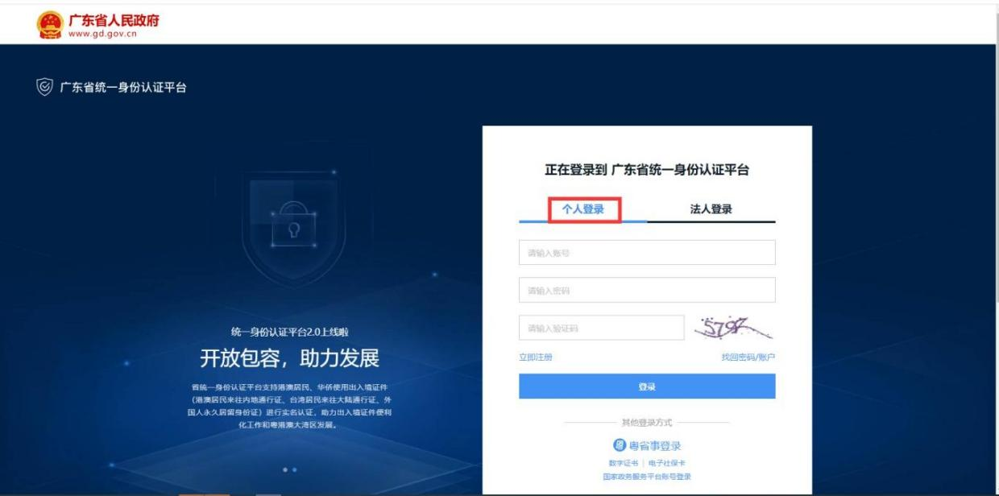 广东省人民政府
www.gd.gov.cn
广东省统一身份认证平台
统一身份认证平台2.0上线啦
开放包容，助力发展
省统一身份认证平台支持港澳居民、华侨使用出入境证件
（港澳居民来往内地通行证、台湾居民来往大陆通行证、外
国人永久居留身份证）进行实名认证，助力出入境证件便利
化工作和粤港澳大湾区发展。
正在登录到 广东省统一身份认证平台
个人登录 法人登录
请输入账号
请输入密码
请输入验证码
立即注册 找回密码/账户
登录
其他登录方式
粤省事登录
数字证书 | 电子社保卡
国家政务服务平台账号登录